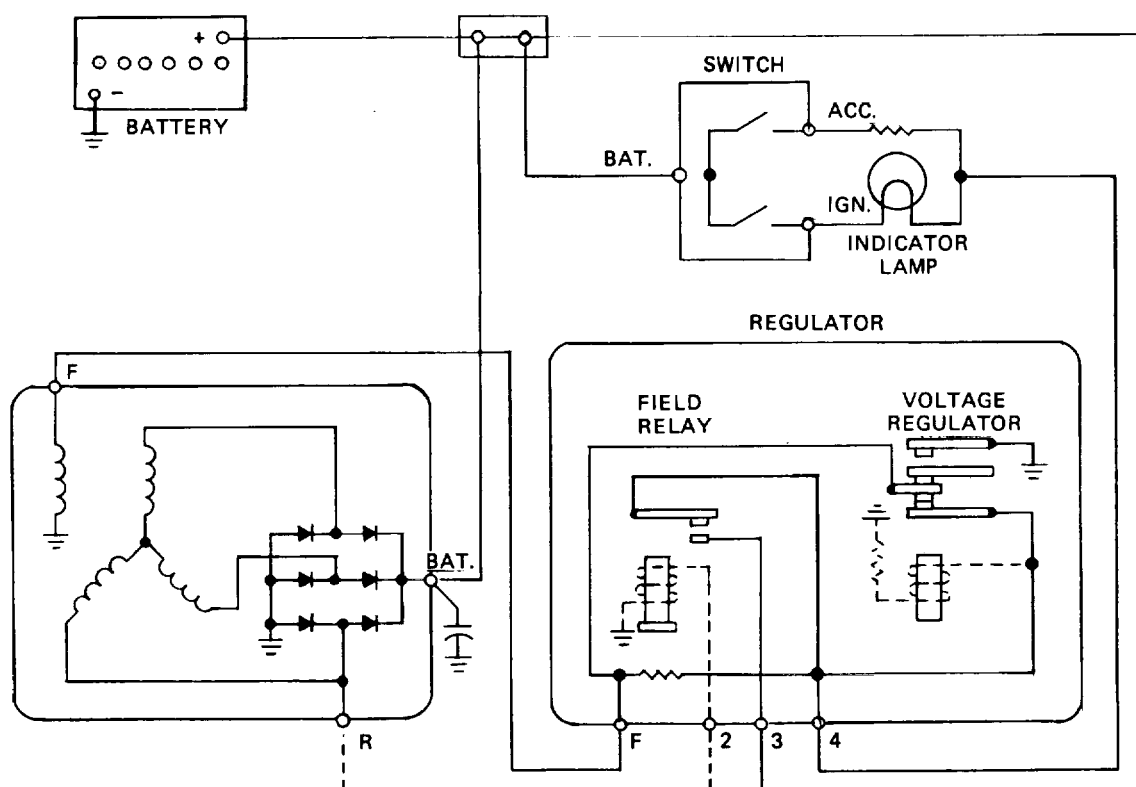 +
-
BATTERY
SWITCH
ACC.
BAT.
IGN.
INDICATOR
LAMP
REGULATOR
F
FIELD
RELAY
VOLTAGE
REGULATOR
BAT.
R
F
2
3
4